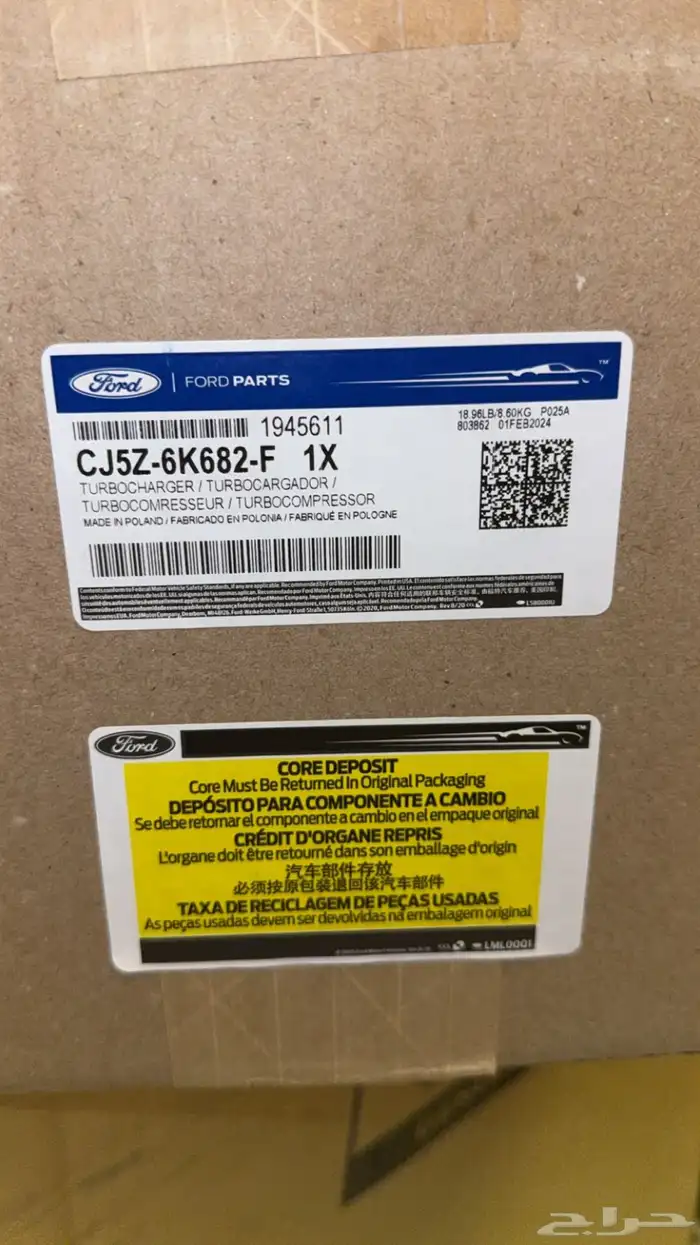 Ford
FORD PARTS
TM
1945611
18.96LB/8.60KG P025A
803862 01FEB2024
CJ5Z-6K682-F 1X
TURBOCHARGER / TURBOCARGADOR /
TURBOCOMRESSEUR / TURBOCOMPRESSOR
MADE IN POLAND / FABRICADO EN POLONIA / FABRIQUÉ EN POLOGNE
Ford
TM
CORE DEPOSIT
Core Must Be Returned In Original Packaging
DEPÓSITO PARA COMPONENTE A CAMBIO
Se debe retornar el componente a cambio en el empaque original
CRÉDIT D'ORGANE REPRIS
L'organe doit être retourné dans son emballage d'origin
汽车部件存放
必须按原包装退回该汽车部件
TAXA DE RECICLAGEM DE PEÇAS USADAS
As peças usadas devem ser devolvidas na embalagem original
LML0001
حراج